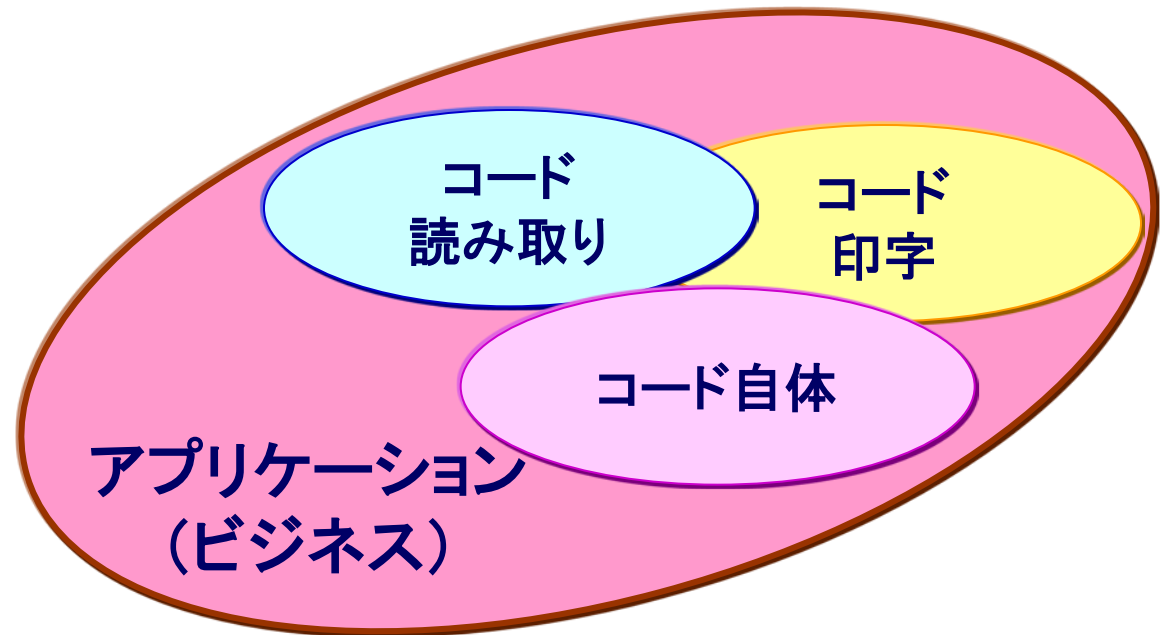 コード
読み取り
コード
印字
コード自体
アプリケーション
（ビジネス）